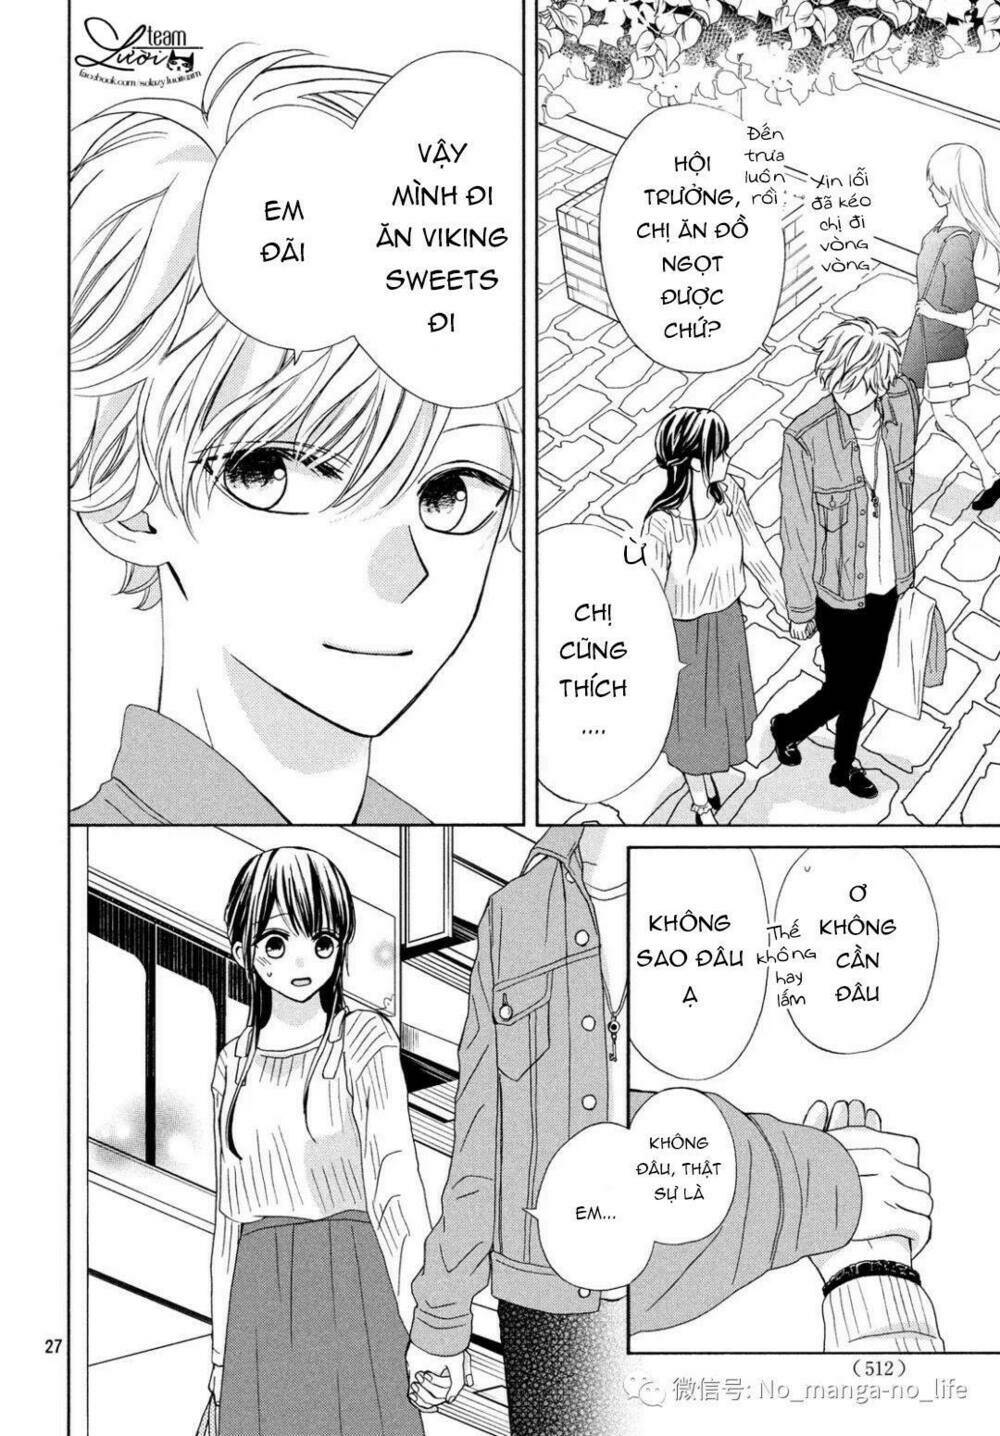 team
Lười
facebook.com/solazy.luoiteam
Đến
trưa
luôn
rồi
Xin lỗi
đã kéo
chị đi
vòng
vòng
HỘI
TRƯỞNG,
CHỊ ĂN ĐỒ
NGỌT
ĐƯỢC
CHỨ?
Ừ
CHỊ
CŨNG
THÍCH
....
VẬY
MÌNH ĐI
ĂN VIKING
SWEETS
ĐI
EM
ĐÃI
Ơ
KHÔNG
CẦN
ĐÂU
Thế
không
hay
lắm
KHÔNG
SAO ĐÂU
Ạ
KHÔNG
ĐÂU, THẬT
SỰ LÀ
EM...
27
(512)
微信号: No_manga-no_life